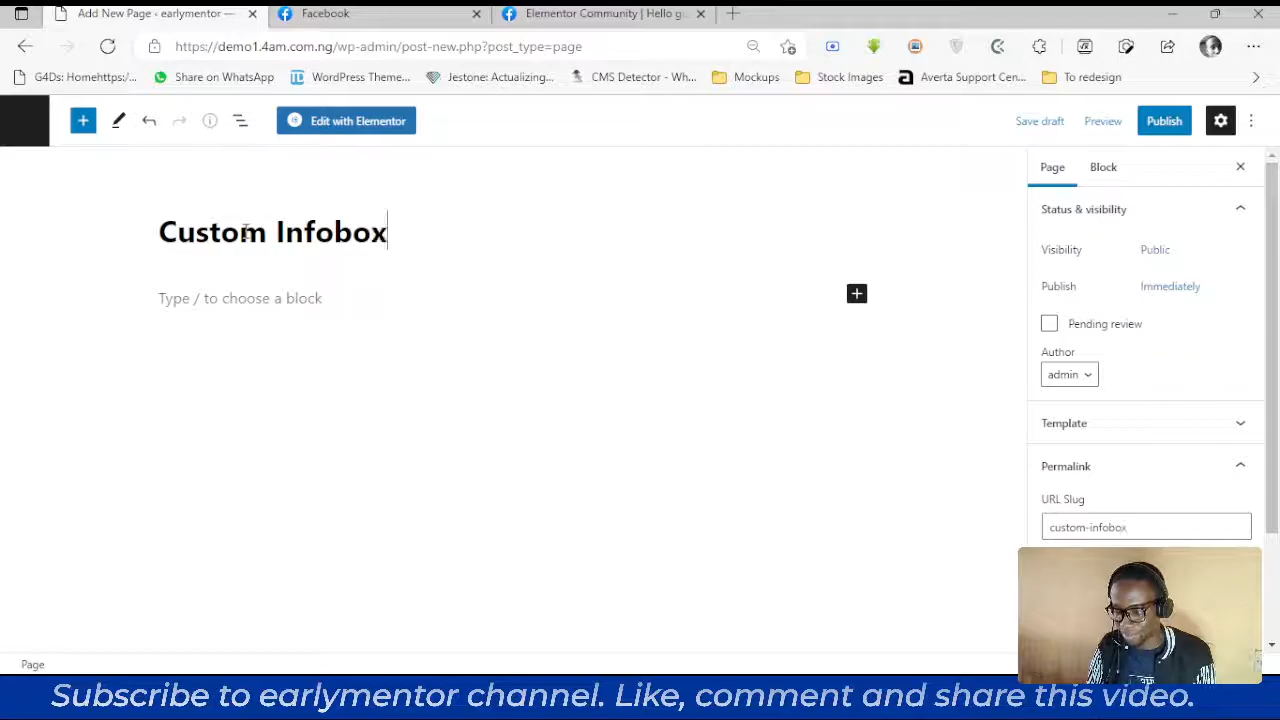 Add New Page ‹ earlymentor —
Facebook
Elementor Community | Hello g
https://demo1.4am.com.ng/wp-admin/post-new.php?post_type=page
G4Ds: Homehttps:/...
Share on WhatsApp
WordPress Theme...
Jestone: Actualizing...
CMS Detector - Wh...
Mockups
Stock Images
Averta Support Cen...
To redesign
Edit with Elementor
Save draft
Preview
Publish
Page
Block
Status & visibility
Custom Infobox
Visibility
Public
Type / to choose a block
Publish
Immediately
Pending review
Author
admin
Template
Permalink
URL Slug
custom-infobox
Page
Subscribe to earlymentor channel. Like, comment and share this video.